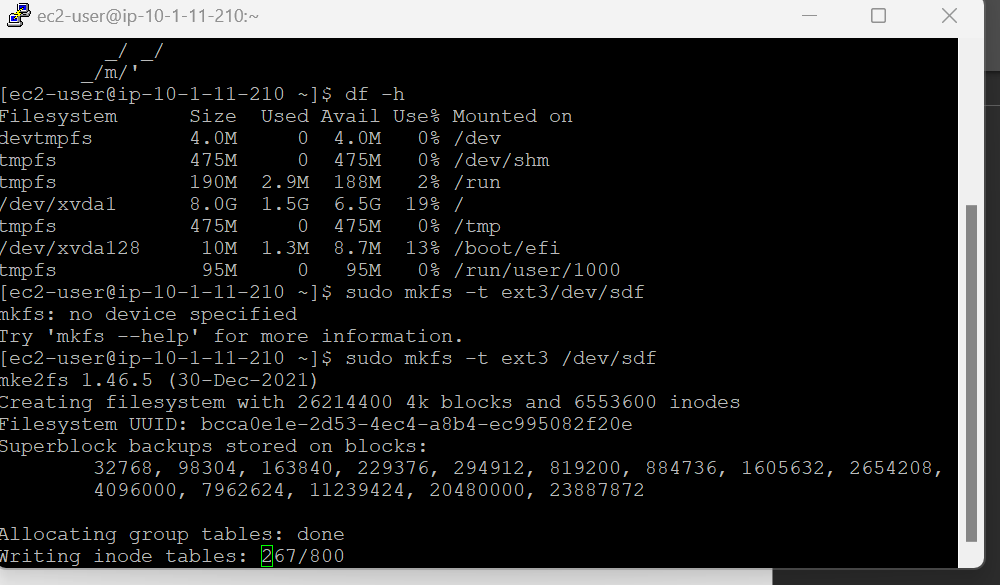 ec2-user@ip-10-1-11-210:~
_/ _/
_/m/'
[ec2-user@ip-10-1-11-210 ~]$ df -h
Filesystem      Size  Used Avail Use% Mounted on
devtmpfs        4.0M     0  4.0M   0% /dev
tmpfs           475M     0  475M   0% /dev/shm
tmpfs           190M  2.9M  188M   2% /run
/dev/xvda1      8.0G  1.5G  6.5G  19% /
tmpfs           475M     0  475M   0% /tmp
/dev/xvda128     10M  1.3M  8.7M  13% /boot/efi
tmpfs            95M     0   95M   0% /run/user/1000
[ec2-user@ip-10-1-11-210 ~]$ sudo mkfs -t ext3/dev/sdf
mkfs: no device specified
Try 'mkfs --help' for more information.
[ec2-user@ip-10-1-11-210 ~]$ sudo mkfs -t ext3 /dev/sdf
mke2fs 1.46.5 (30-Dec-2021)
Creating filesystem with 26214400 4k blocks and 6553600 inodes
Filesystem UUID: bcca0e1e-2d53-4ec4-a8b4-ec995082f20e
Superblock backups stored on blocks:
        32768, 98304, 163840, 229376, 294912, 819200, 884736, 1605632, 2654208,
        4096000, 7962624, 11239424, 20480000, 23887872
Allocating group tables: done
Writing inode tables: 267/800